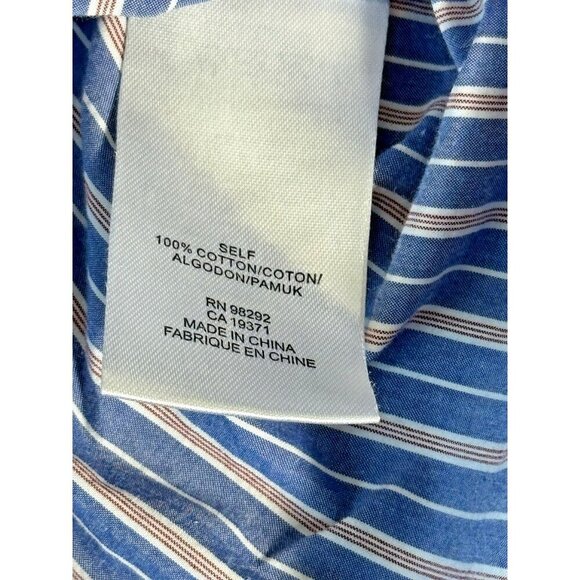 SELF
100% COTTON/COTON/
ALGODON/PAMUK
RN 98292
CA 19371
MADE IN CHINA
FABRIQUE EN CHINE